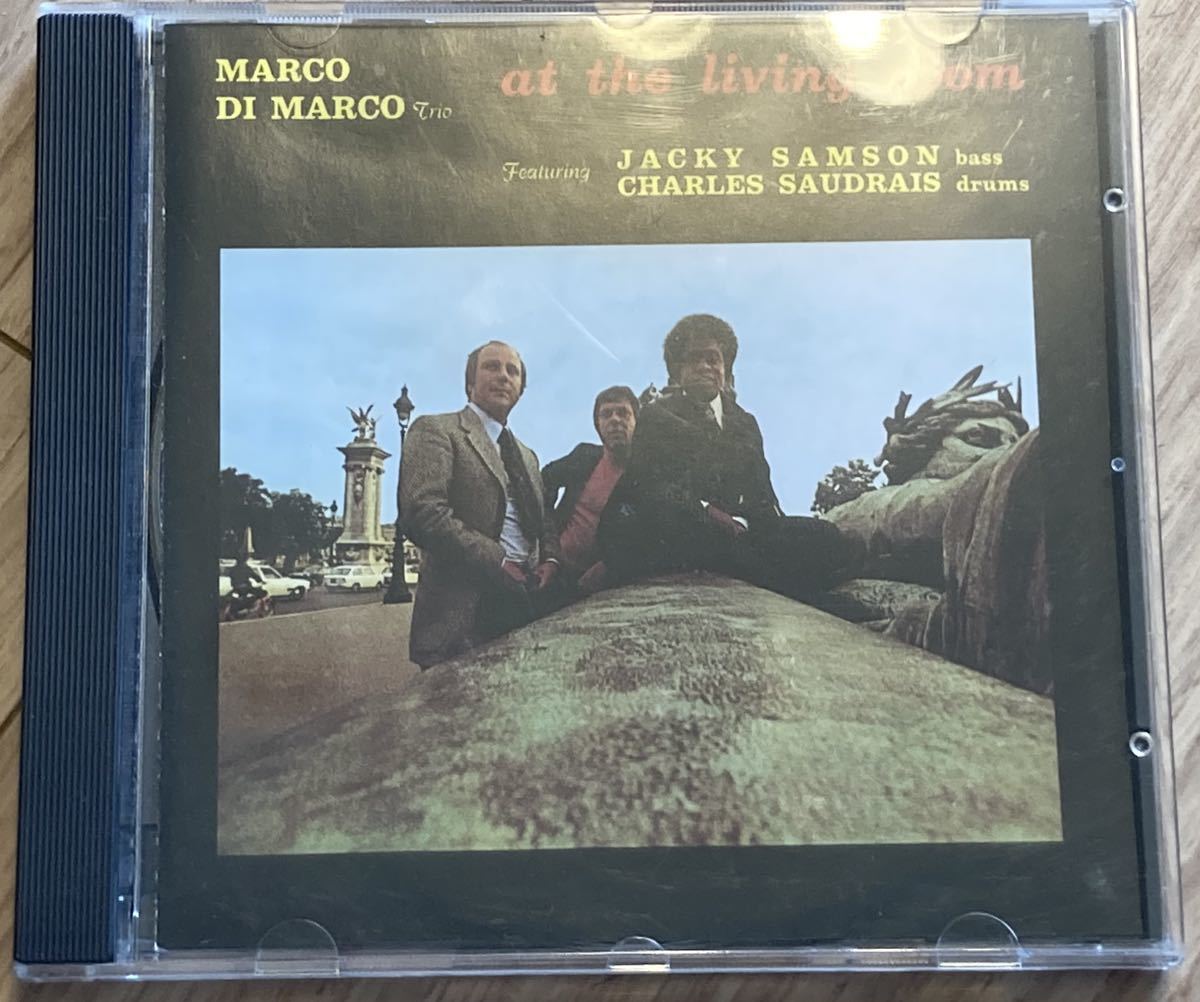 MARCO
DI MARCO Trio
at the living room
Featuring JACKY SAMSON bass
CHARLES SAUDRAIS drums